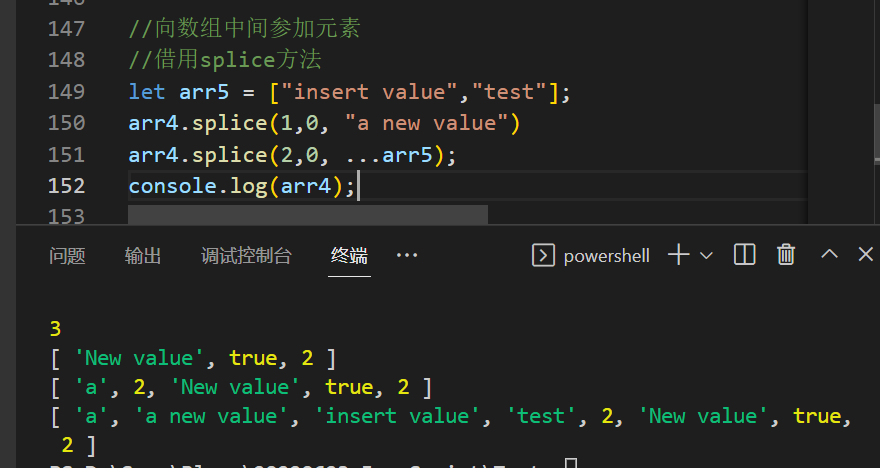 147 //向数组中间参加元素
148 //借用splice方法
149 let arr5 = ["insert value","test"];
150 arr4.splice(1,0, "a new value")
151 arr4.splice(2,0, ...arr5);
152 console.log(arr4);
153
问题 输出 调试控制台 终端 ··· powershell
3
[ 'New value', true, 2 ]
[ 'a', 2, 'New value', true, 2 ]
[ 'a', 'a new value', 'insert value', 'test', 2, 'New value', true,
2 ]